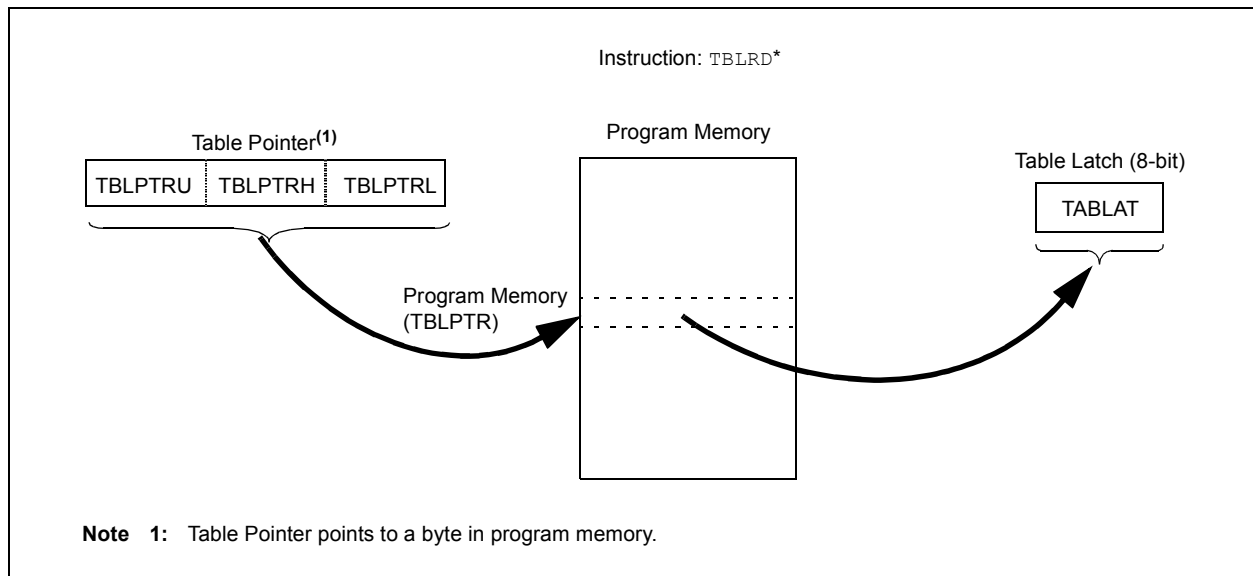 Instruction: TBLRD*
Table Pointer(1)
TBLPTRU TBLPTRH TBLPTRL
Program Memory
Table Latch (8-bit)
TABLAT
Program Memory
(TBLPTR)
Note 1: Table Pointer points to a byte in program memory.